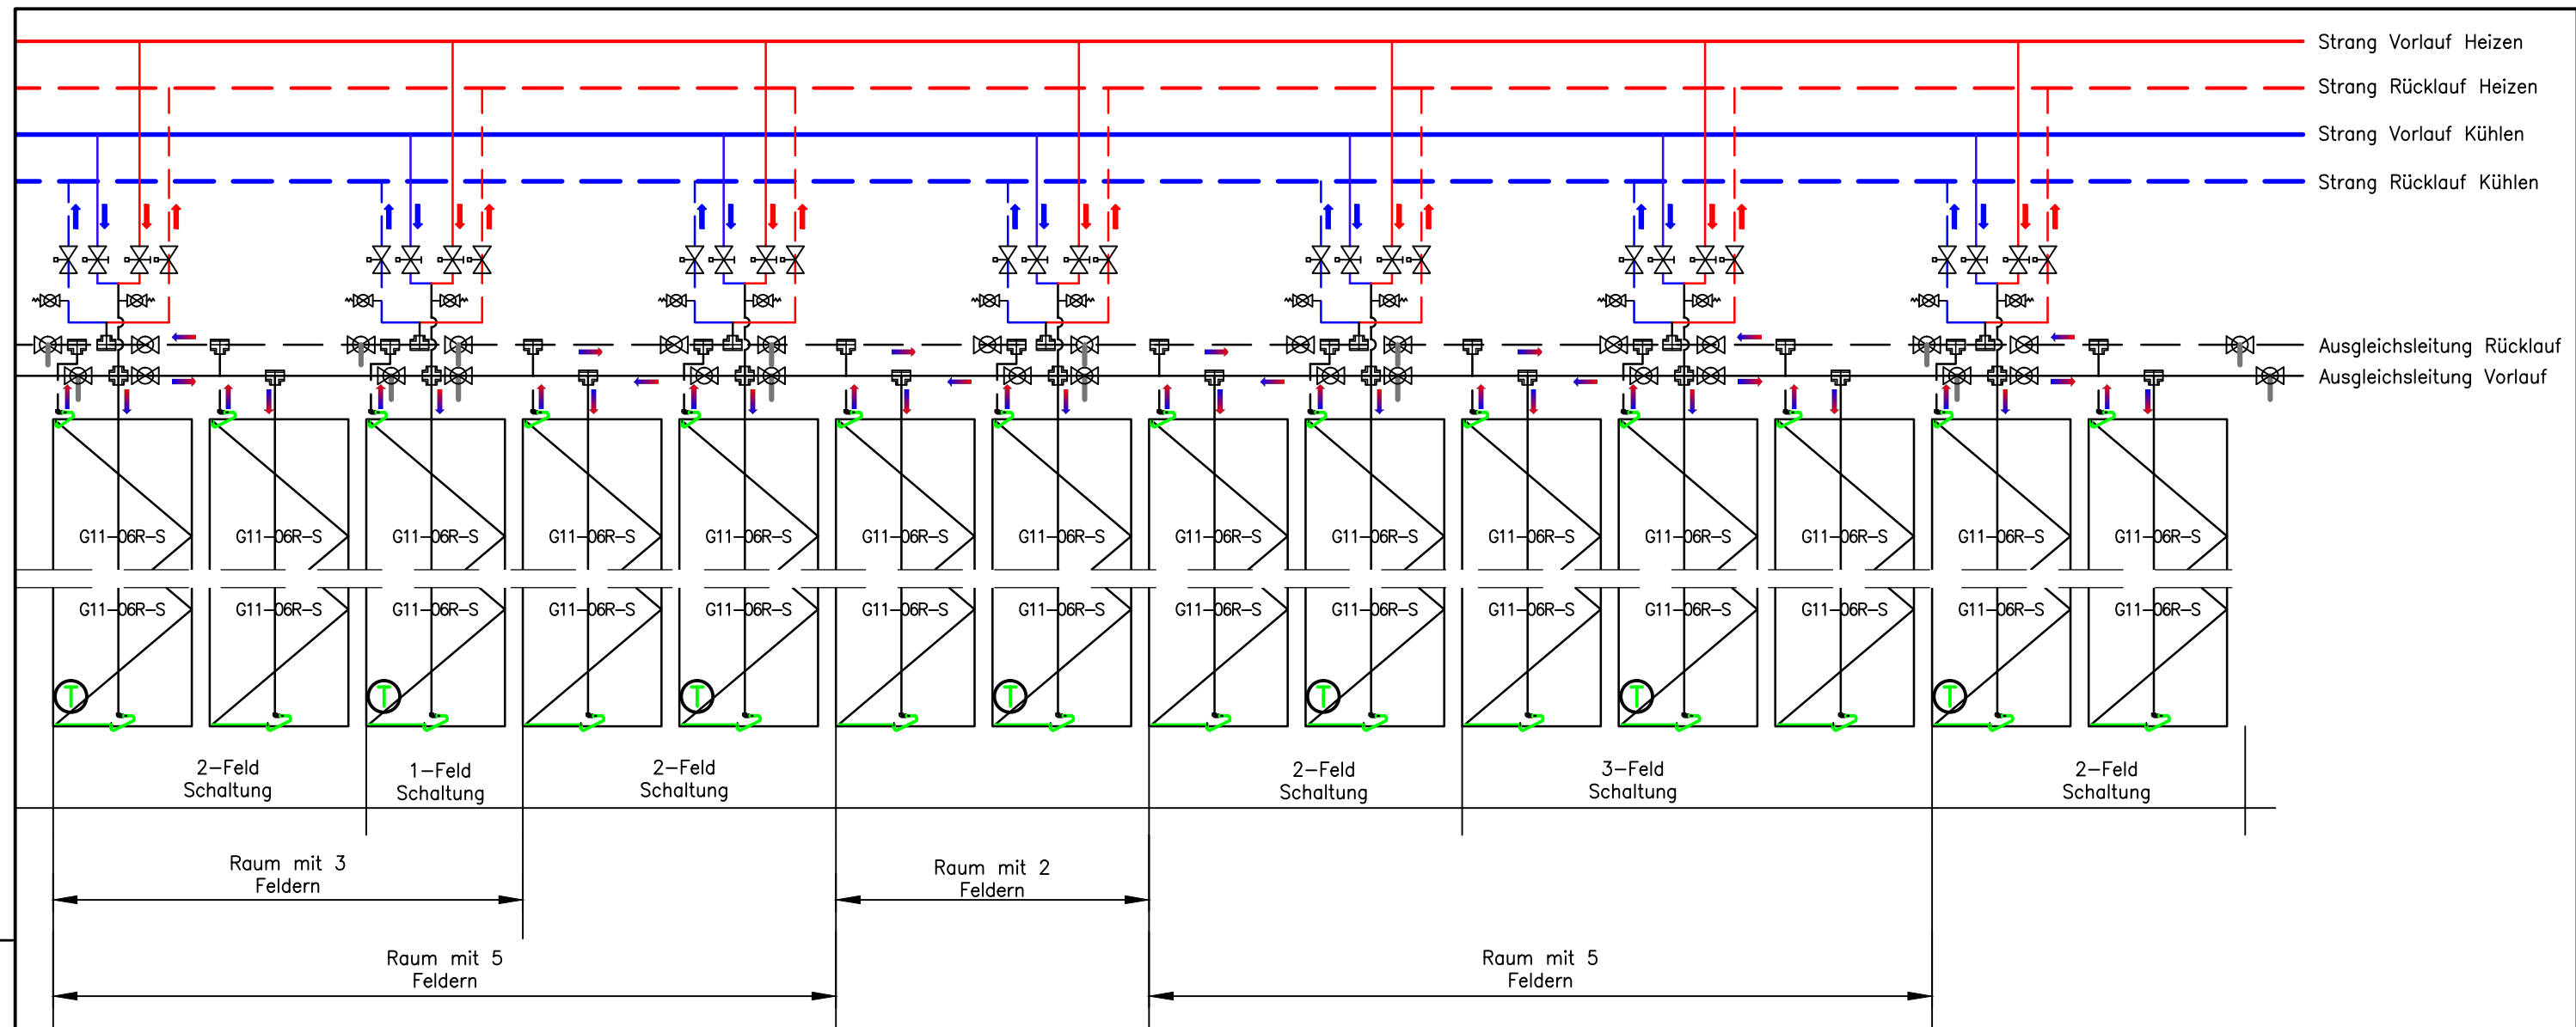 Strang Vorlauf Heizen
Strang Rücklauf Heizen
Strang Vorlauf Kühlen
Strang Rücklauf Kühlen
Ausgleichsleitung Rücklauf
Ausgleichsleitung Vorlauf
G11-06R-S G11-06R-S G11-06R-S G11-06R-S G11-06R-S G11-06R-S G11-06R-S G11-06R-S G11-06R-S G11-06R-S G11-06R-S G11-06R-S G11-06R-S G11-06R-S
G11-06R-S G11-06R-S G11-06R-S G11-06R-S G11-06R-S G11-06R-S G11-06R-S G11-06R-S G11-06R-S G11-06R-S G11-06R-S G11-06R-S G11-06R-S G11-06R-S
T T T T T T T
2-Feld
Schaltung
1-Feld
Schaltung
2-Feld
Schaltung
2-Feld
Schaltung
3-Feld
Schaltung
2-Feld
Schaltung
Raum mit 3
Feldern
Raum mit 2
Feldern
Raum mit 5
Feldern
Raum mit 5
Feldern